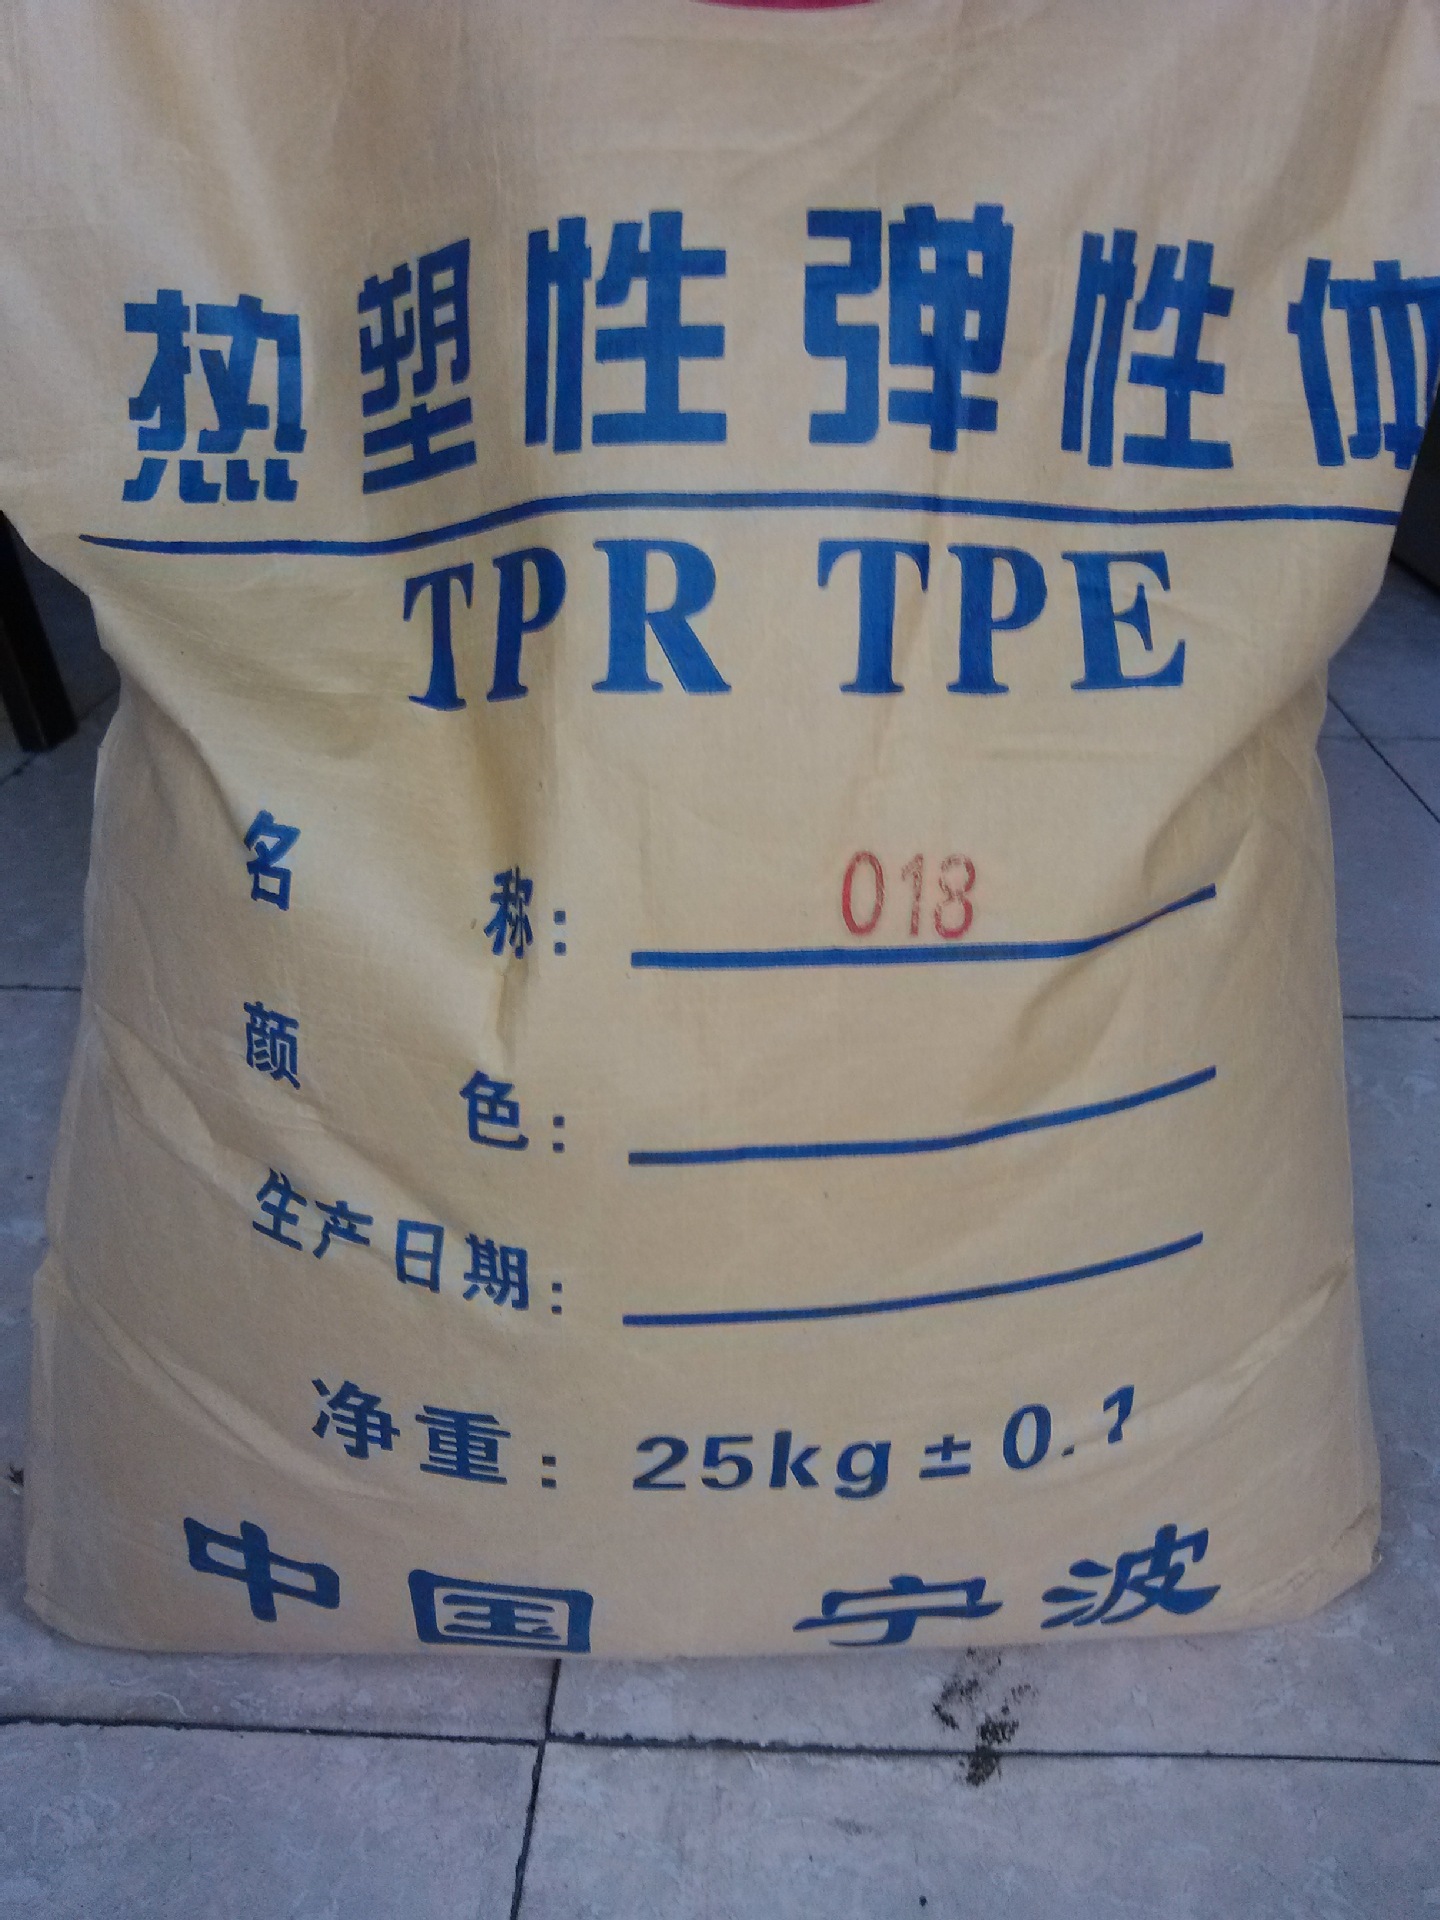 热塑性弹性体
TPR TPE
名称: 018
颜色:
生产日期:
净重: 25kg±0.1
中国 宁波